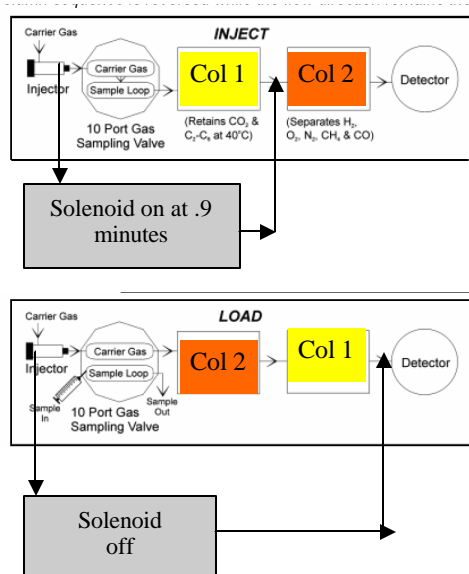 INJECT
Carrier Gas
Injector
Carrier Gas
Sample Loop
10 Port Gas
Sampling Valve
Col 1
(Retains CO₂ &
C₂-C₆ at 40°C)
Col 2
(Separates H₂,
O₂, N₂, CH₄ & CO)
Detector
Solenoid on at .9
minutes
LOAD
Carrier Gas
Injector
Carrier Gas
Sample Loop
Sample
In
Sample
Out
10 Port Gas
Sampling Valve
Col 2
Col 1
Detector
Solenoid
off